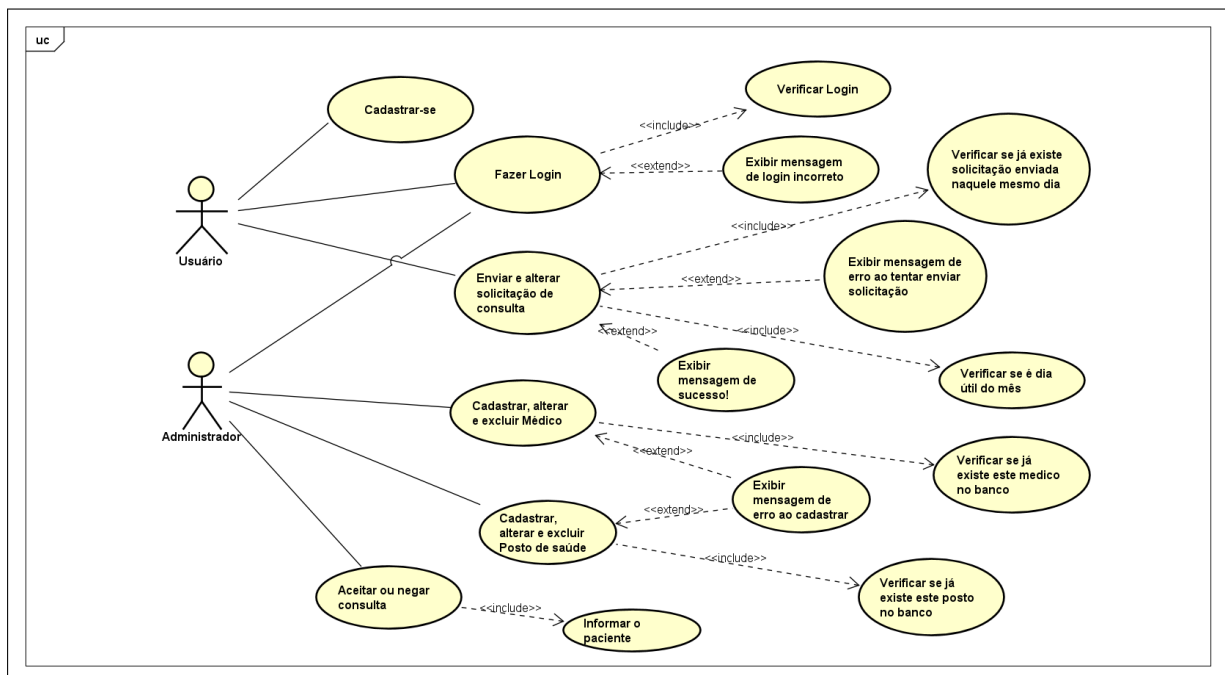 uc
Cadastrar-se
Verificar Login
<<include>>
Fazer Login
<<extend>>
Exibir mensagem
de login incorreto
Verificar se já existe
solicitação enviada
naquele mesmo dia
Usuário
<<include>>
Enviar e alterar
solicitação de
consulta
<<extend>>
Exibir mensagem de
erro ao tentar enviar
solicitação
<<extend>>
<<include>>
Exibir
mensagem de
sucesso!
Verificar se é dia
útil do mês
Administrador
Cadastrar, alterar
e excluir Médico
<<include>>
<<extend>>
Verificar se já
existe este medico
no banco
Exibir
mensagem de
erro ao cadastrar
<<extend>>
Cadastrar,
alterar e excluir
Posto de saúde
<<include>>
Verificar se já
existe este posto
no banco
Aceitar ou negar
consulta
<<include>>
Informar o
paciente